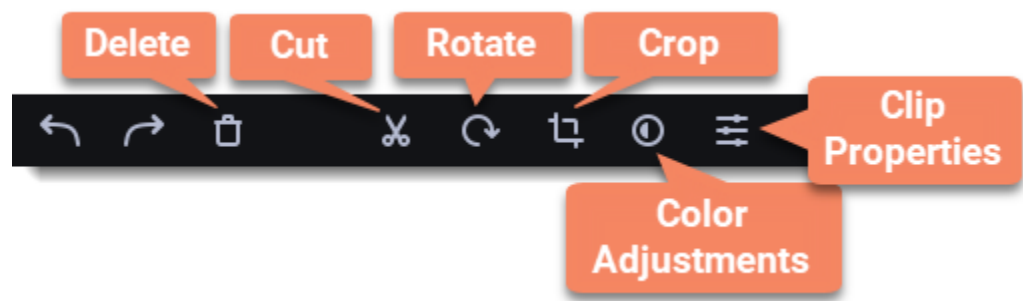 Delete
Cut
Rotate
Crop
Clip
Properties
Color
Adjustments